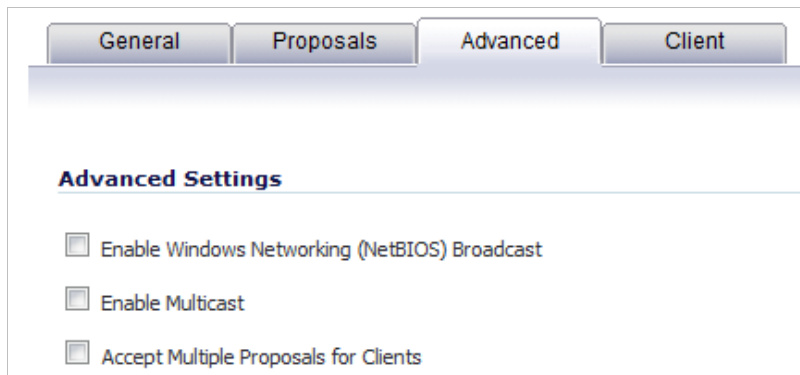 General Proposals Advanced Client
Advanced Settings
Enable Windows Networking (NetBIOS) Broadcast
Enable Multicast
Accept Multiple Proposals for Clients